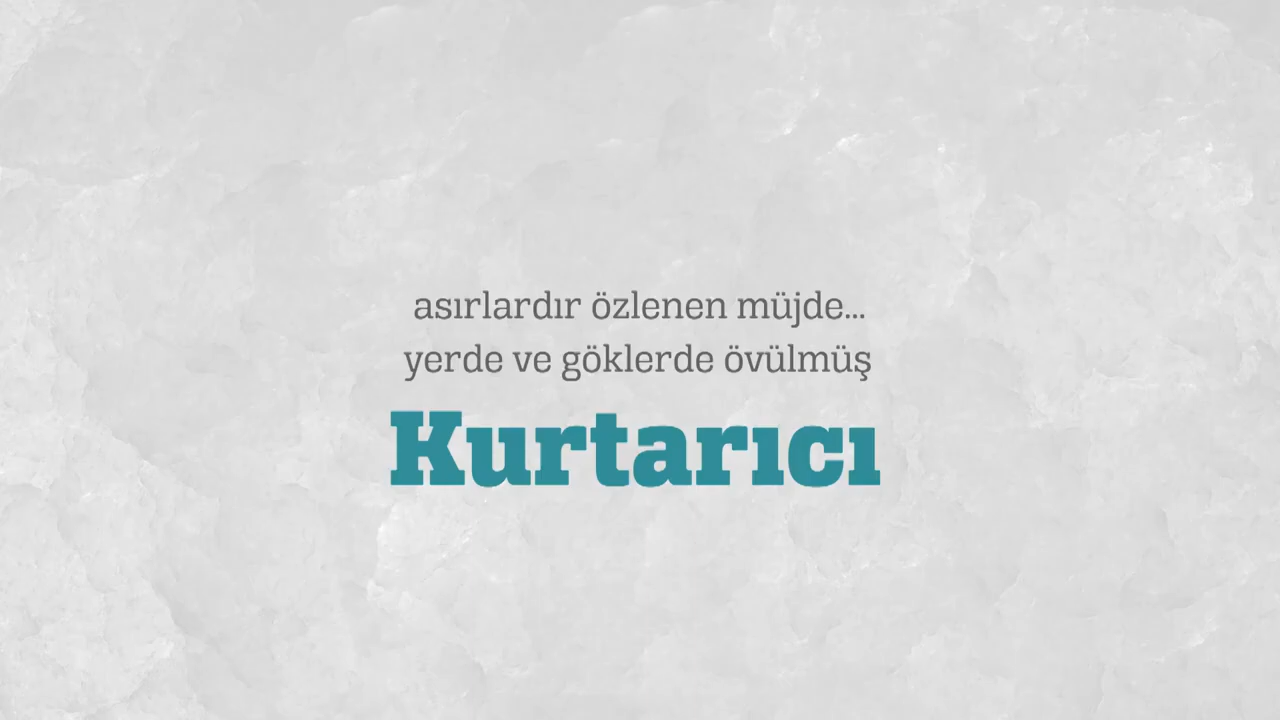 asırlardır özlenen müjde...
yerde ve göklerde övülmüş
Kurtarıcı